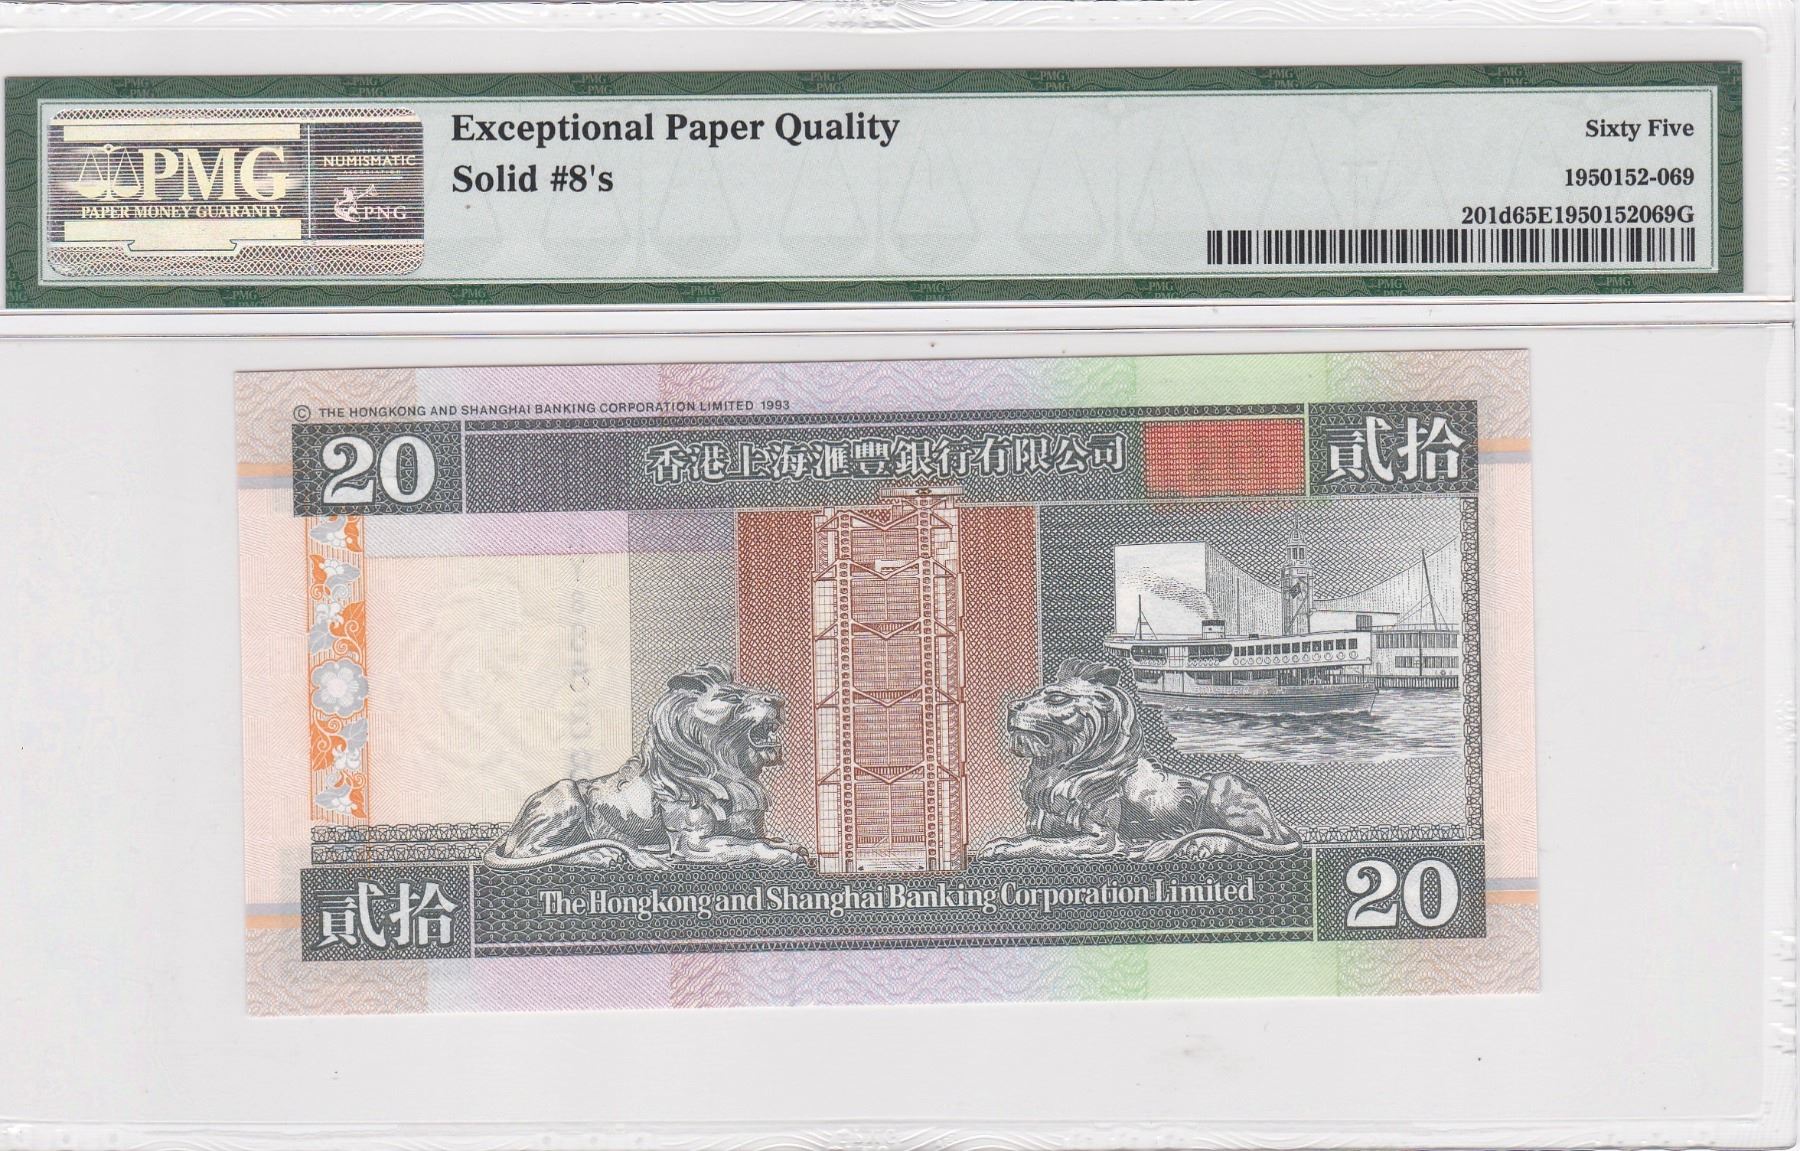 PMG
PAPER MONEY GUARANTY
AMERICAN
NUMISMATIC
ASSOCIATION
PNG
Exceptional Paper Quality
Solid #8's
Sixty Five
1950152-069
201d65E1950152069G
© THE HONGKONG AND SHANGHAI BANKING CORPORATION LIMITED 1993
20
香港上海滙豐銀行有限公司
貳拾
貳拾
The Hongkong and Shanghai Banking Corporation Limited
20